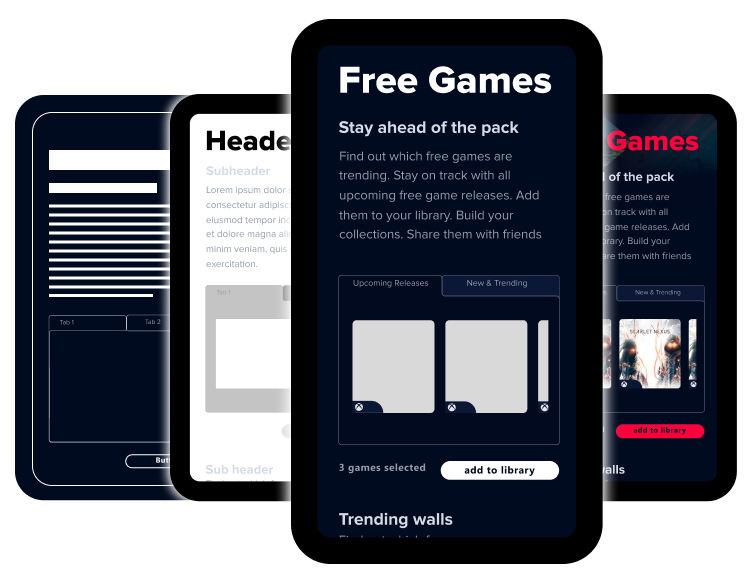 Tab 1
Tab 2
Heade
Subheader
Lorem ipsum dolor
consectetur adipisc
eiusmod tempor inc
et dolore magna ali
minim veniam, quis
exercitation.
Tab 1
Sub header
Free Games
Stay ahead of the pack
Find out which free games are
trending. Stay on track with all
upcoming free game releases. Add
them to your library. Build your
collections. Share them with friends
Upcoming Releases
New & Trending
3 games selected
add to library
Trending walls
Games
of the pack
free games are
on track with all
game releases. Add
brary. Build your
are them with friends
New & Trending
SCARLET NEXUS
add to library
walls